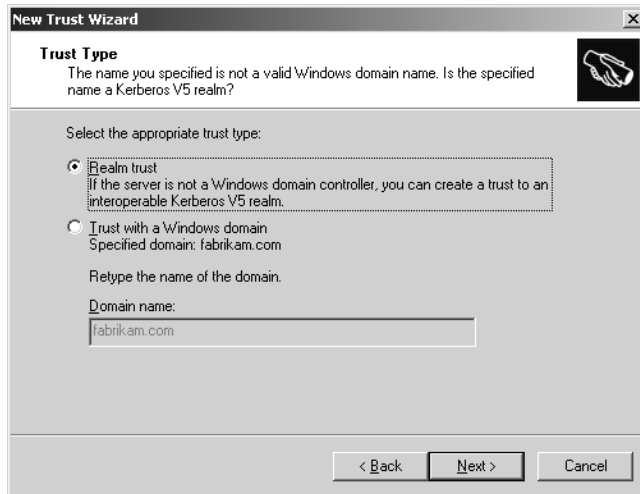 New Trust Wizard
Trust Type
The name you specified is not a valid Windows domain name. Is the specified
name a Kerberos V5 realm?
Select the appropriate trust type:
Realm trust
If the server is not a Windows domain controller, you can create a trust to an
interoperable Kerberos V5 realm.
Trust with a Windows domain
Specified domain: fabrikam.com
Retype the name of the domain.
Domain name:
fabrikam.com
< Back Next > Cancel